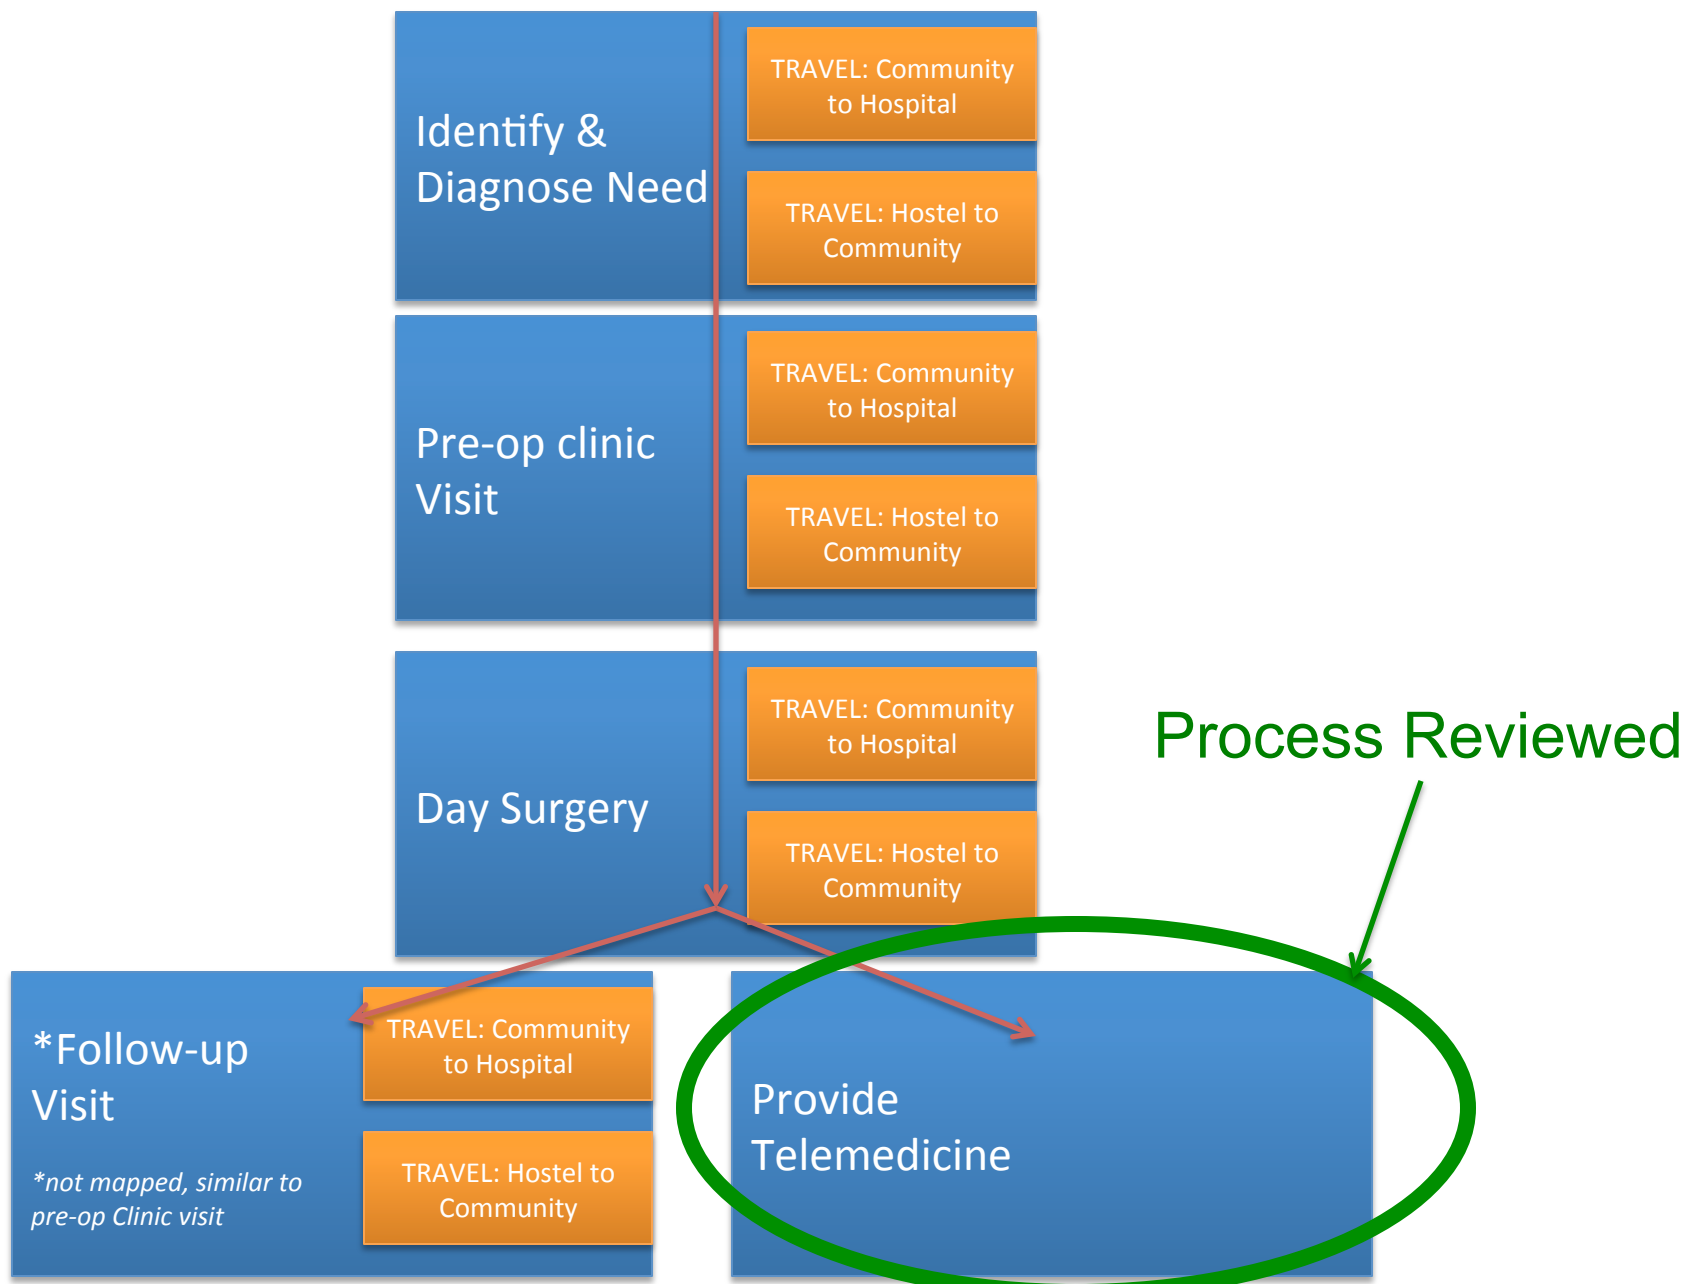 Identify &
Diagnose Need
TRAVEL: Community
to Hospital
TRAVEL: Hostel to
Community
Pre-op clinic
Visit
TRAVEL: Community
to Hospital
TRAVEL: Hostel to
Community
Day Surgery
TRAVEL: Community
to Hospital
TRAVEL: Hostel to
Community
Process Reviewed
*Follow-up
Visit
*not mapped, similar to
pre-op Clinic visit
TRAVEL: Community
to Hospital
TRAVEL: Hostel to
Community
Provide
Telemedicine